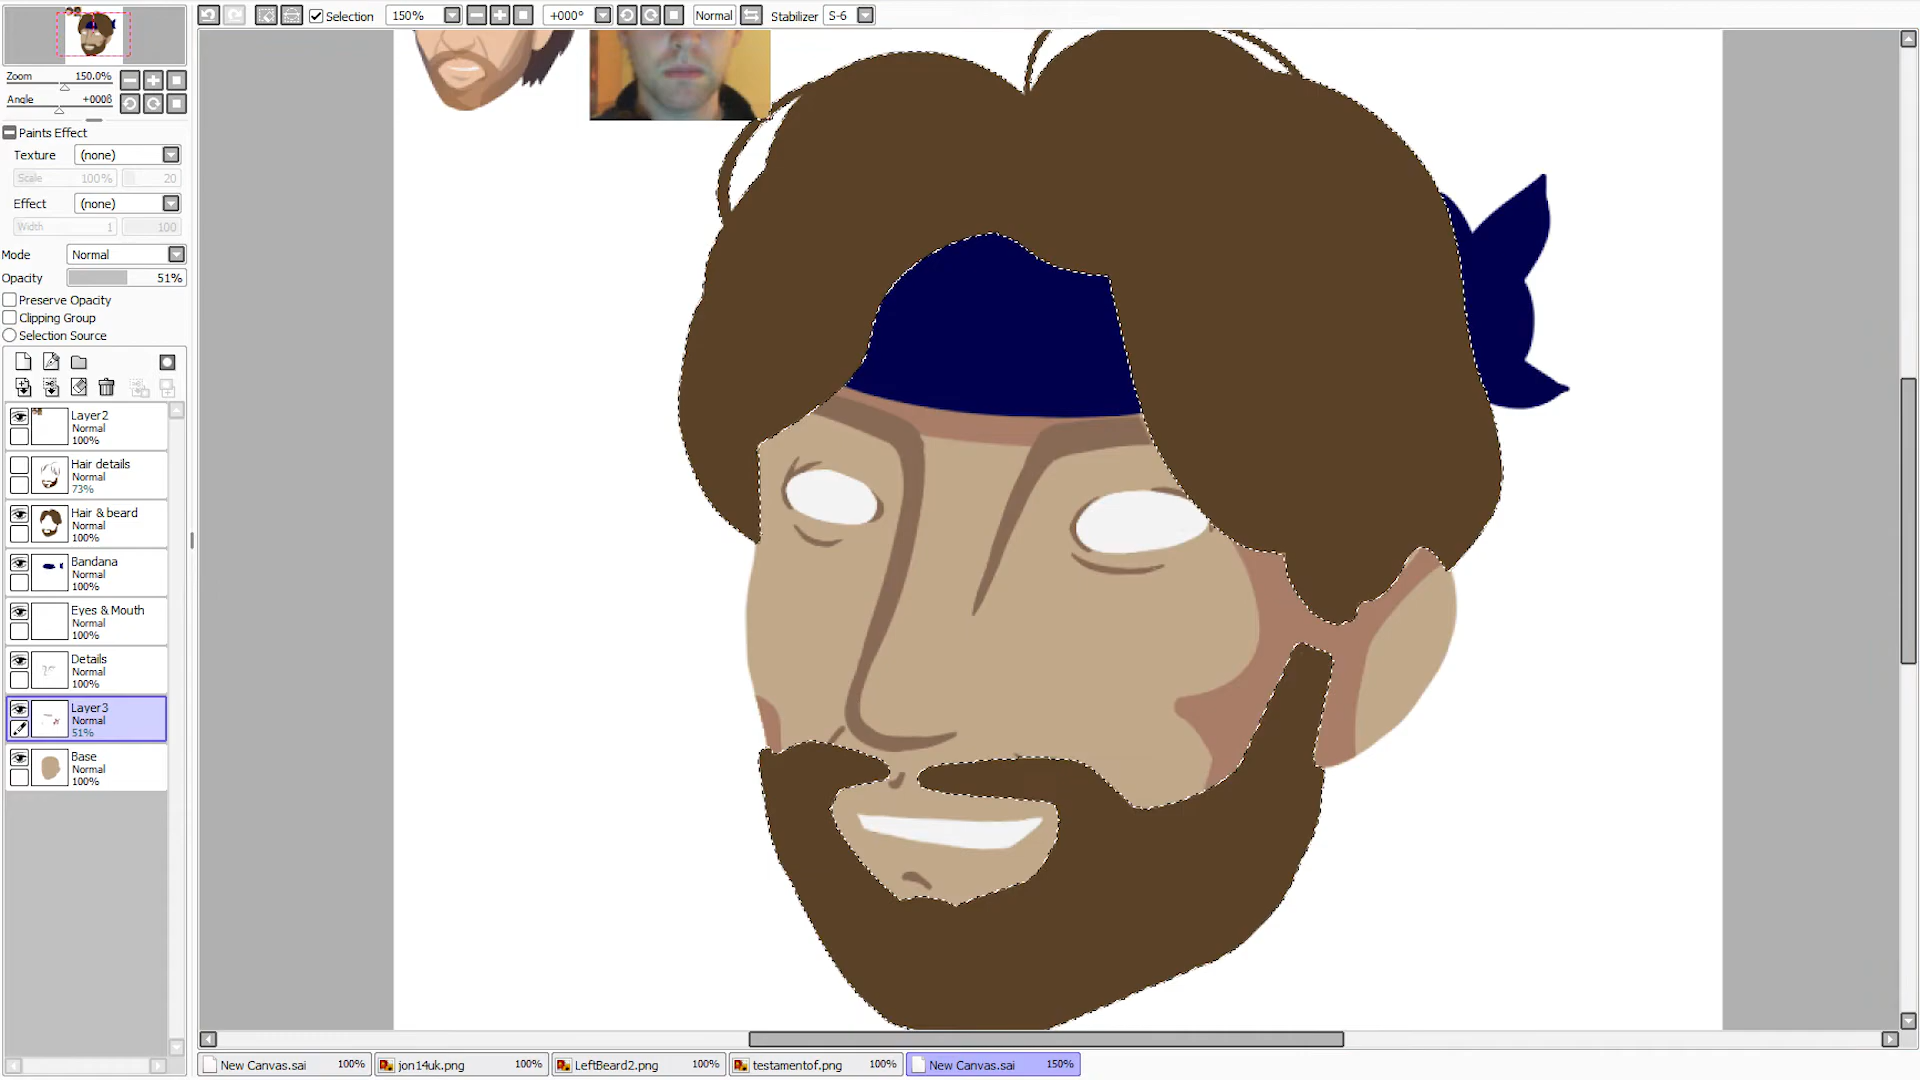 Selection 150% +000° Normal Stabilizer S-6
Zoom 150.0%
Angle +000ß
Paints Effect
Texture (none)
Scale 100% 20
Effect (none)
Width 1 100
Mode Normal
Opacity 51%
Preserve Opacity
Clipping Group
Selection Source
Layer2
Normal
100%
Hair details
Normal
73%
Hair & beard
Normal
100%
Bandana
Normal
100%
Eyes & Mouth
Normal
100%
Details
Normal
100%
Layer3
Normal
51%
Base
Normal
100%
New Canvas.sai 100% jon14uk.png 100% LeftBeard2.png 100% testamentof.png 100% New Canvas.sai 150%